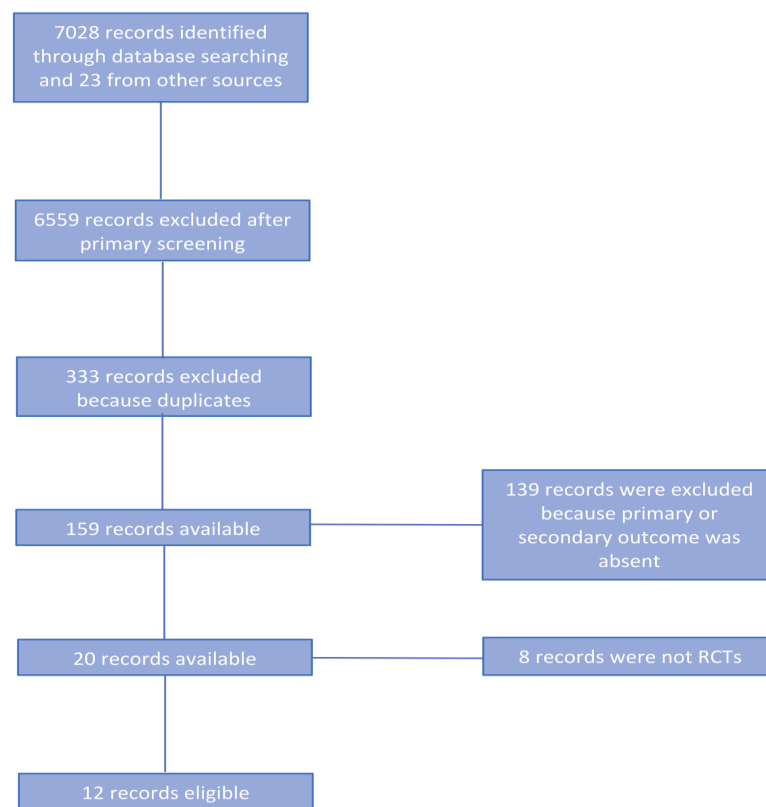 7028 records identified
through database searching
and 23 from other sources
6559 records excluded after
primary screening
333 records excluded
because duplicates
159 records available
139 records were excluded
because primary or
secondary outcome was
absent
20 records available
8 records were not RCTs
12 records eligible